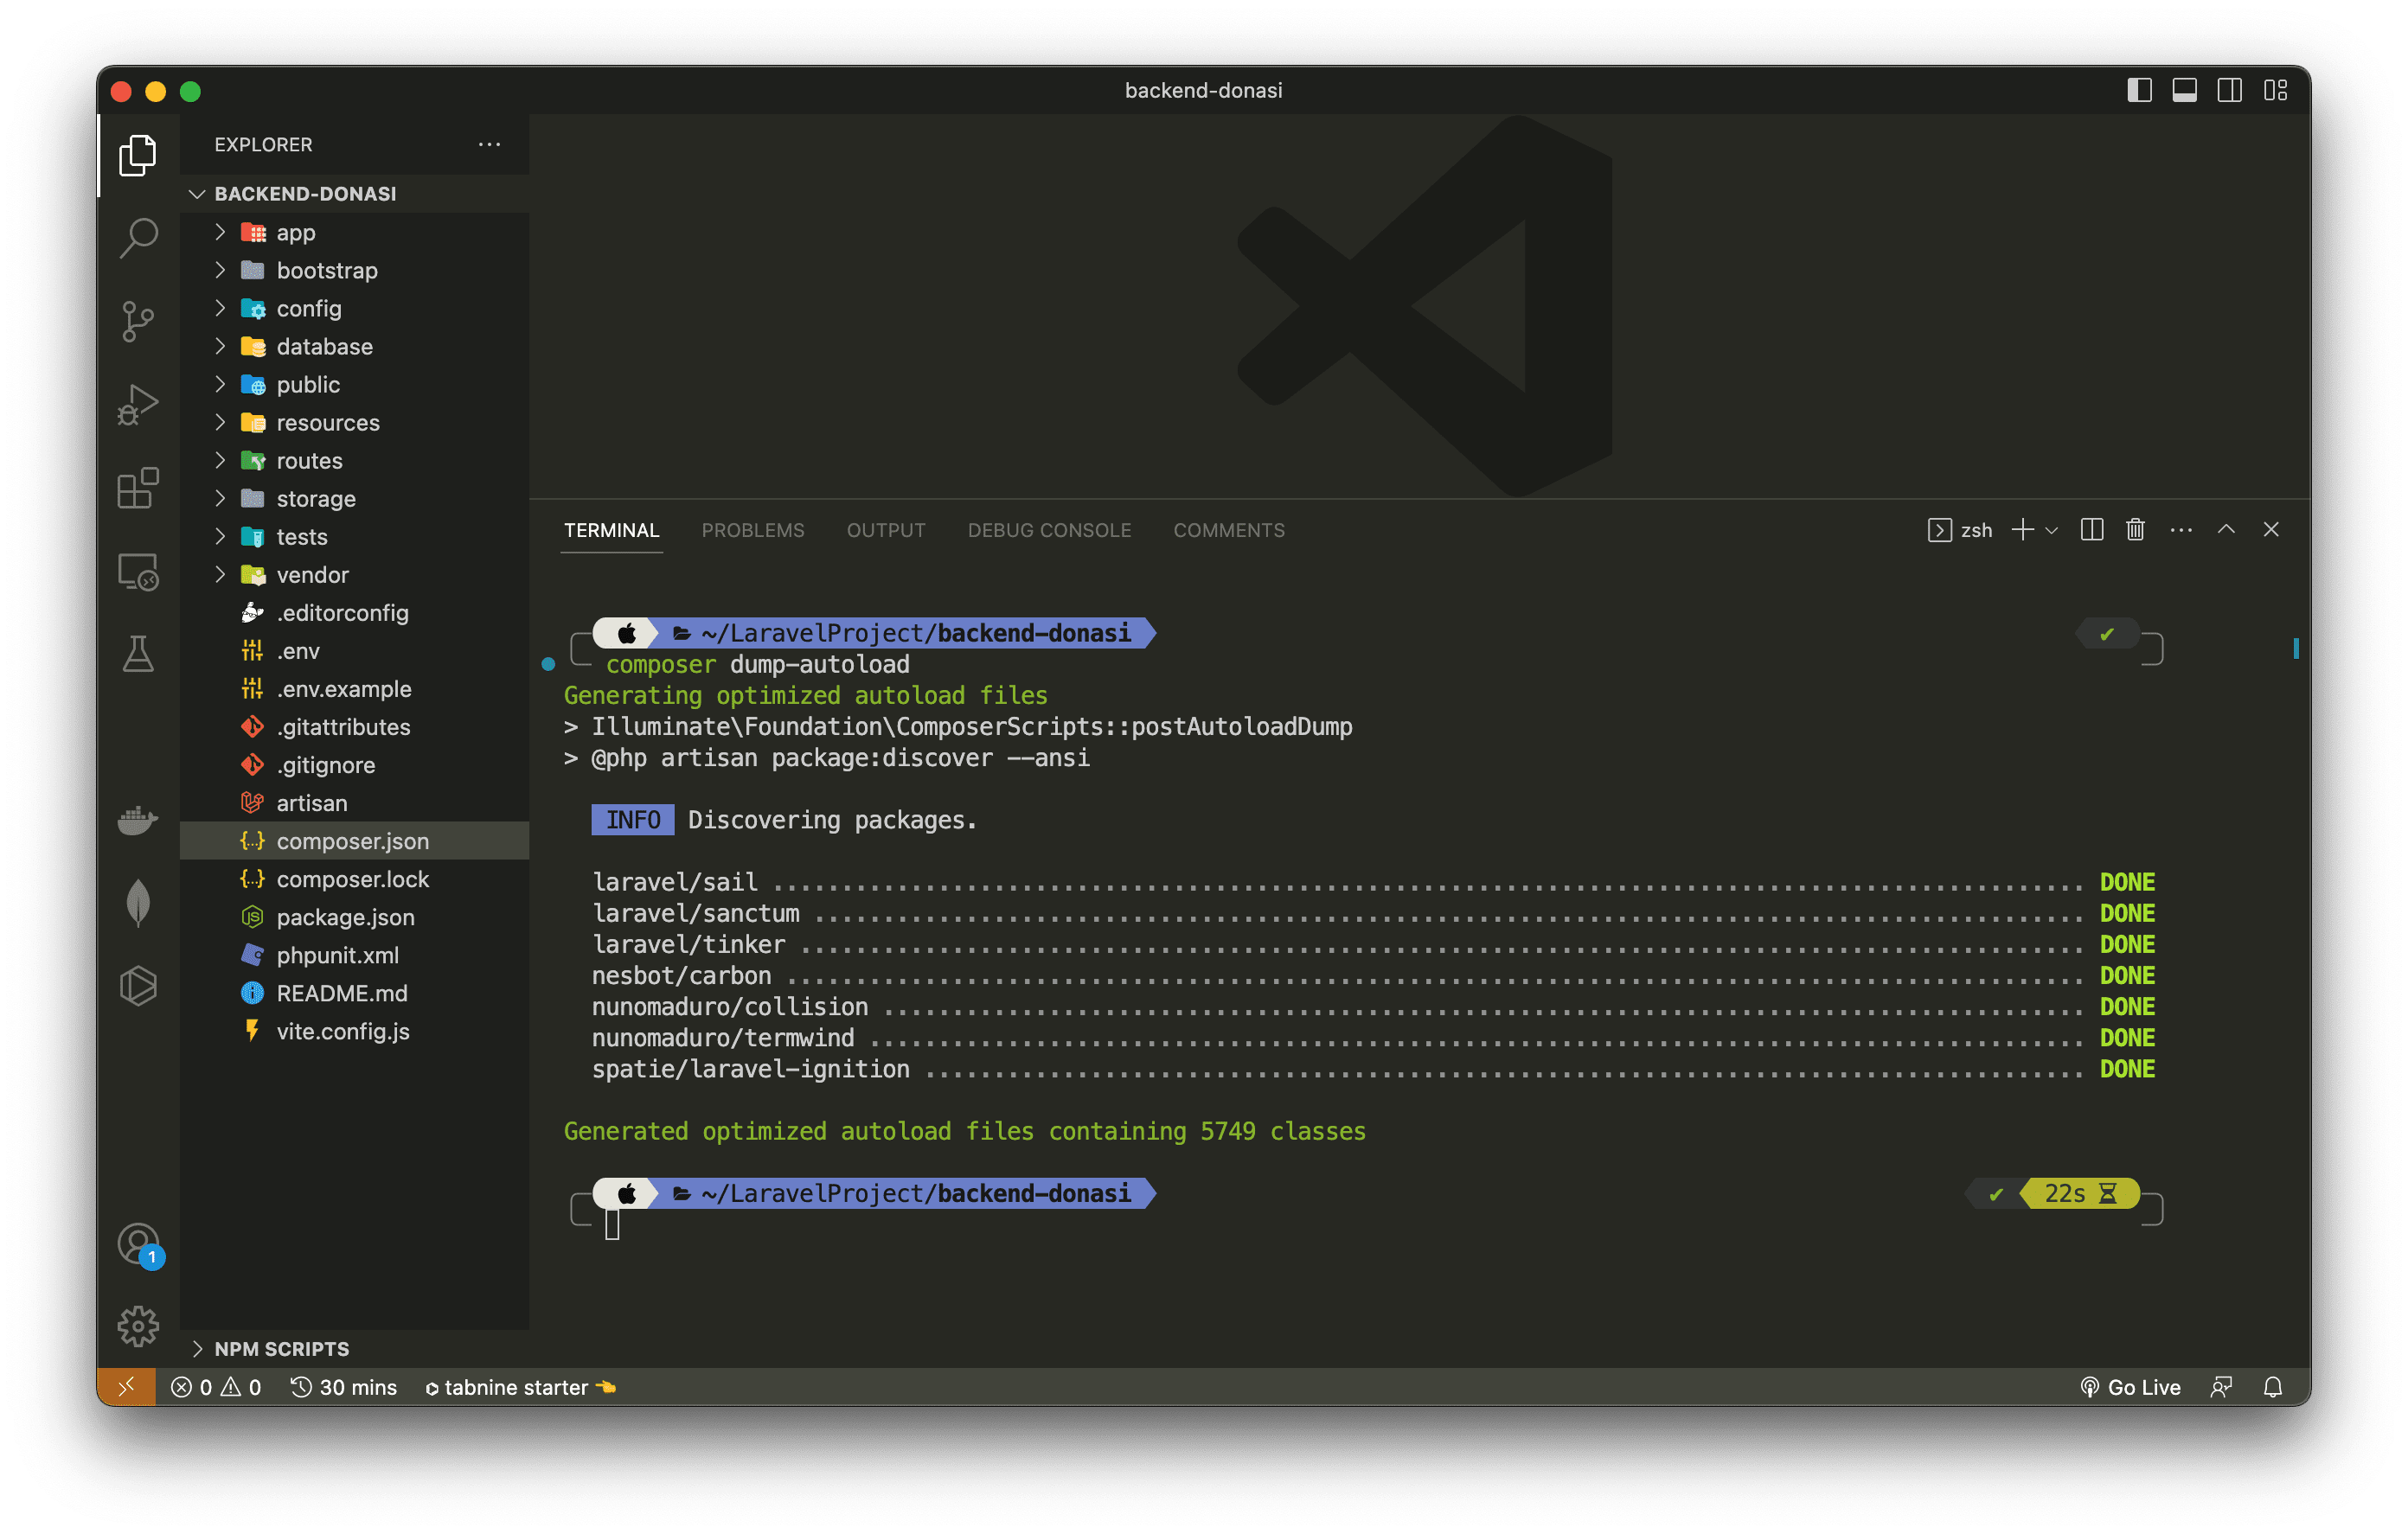 backend-donasi
EXPLORER
BACKEND-DONASI
app
bootstrap
config
database
public
resources
routes
storage
tests
vendor
.editorconfig
.env
.env.example
.gitattributes
.gitignore
artisan
composer.json
composer.lock
package.json
phpunit.xml
README.md
vite.config.js
NPM SCRIPTS
1
TERMINAL PROBLEMS OUTPUT DEBUG CONSOLE COMMENTS zsh
~/LaravelProject/backend-donasi
composer dump-autoload
Generating optimized autoload files
> Illuminate\Foundation\ComposerScripts::postAutoloadDump
> @php artisan package:discover --ansi
INFO Discovering packages.
laravel/sail ............................................................................................... DONE
laravel/sanctum ............................................................................................ DONE
laravel/tinker ............................................................................................. DONE
nesbot/carbon .............................................................................................. DONE
nunomaduro/collision ....................................................................................... DONE
nunomaduro/termwind ........................................................................................ DONE
spatie/laravel-ignition .................................................................................... DONE
Generated optimized autoload files containing 5749 classes
~/LaravelProject/backend-donasi 22s
0 0 30 mins tabnine starter Go Live